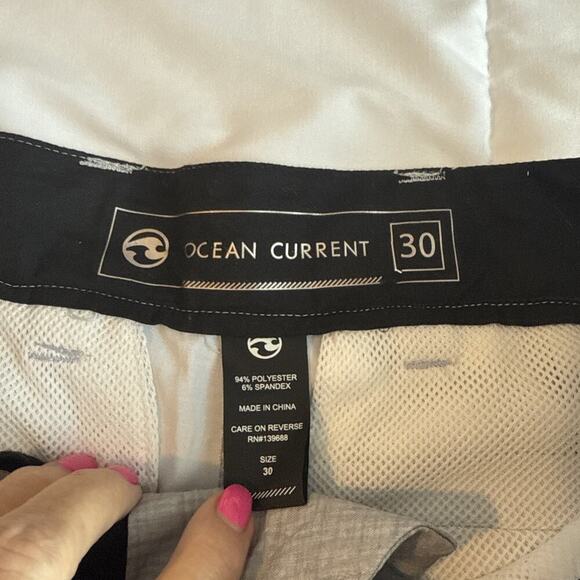 OCEAN CURRENT 30
94% POLYESTER
6% SPANDEX
MADE IN CHINA
CARE ON REVERSE
RN#139688
SIZE
30